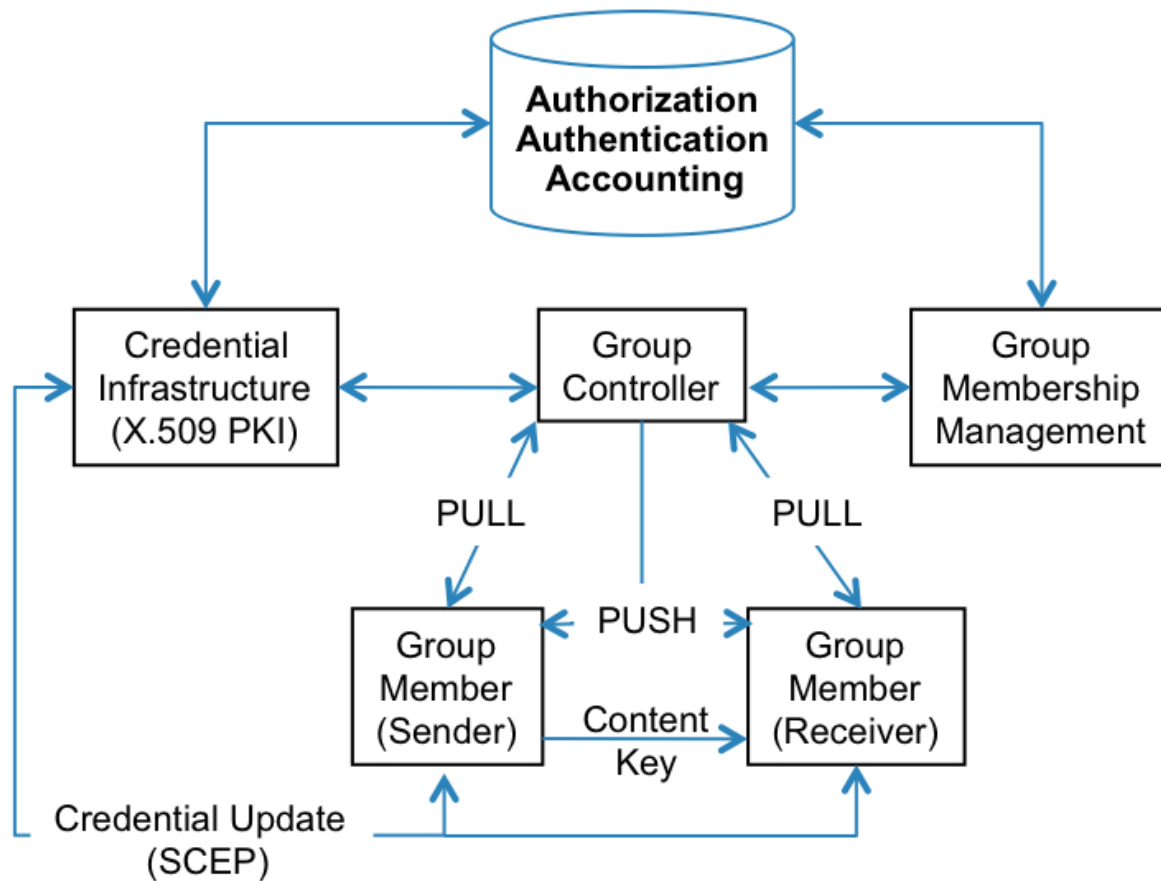 Authorization
Authentication
Accounting
Credential
Infrastructure
(X.509 PKI)
Group
Controller
Group
Membership
Management
PULL
PULL
Group
Member
(Sender)
PUSH
Group
Member
(Receiver)
Content
Key
Credential Update
(SCEP)